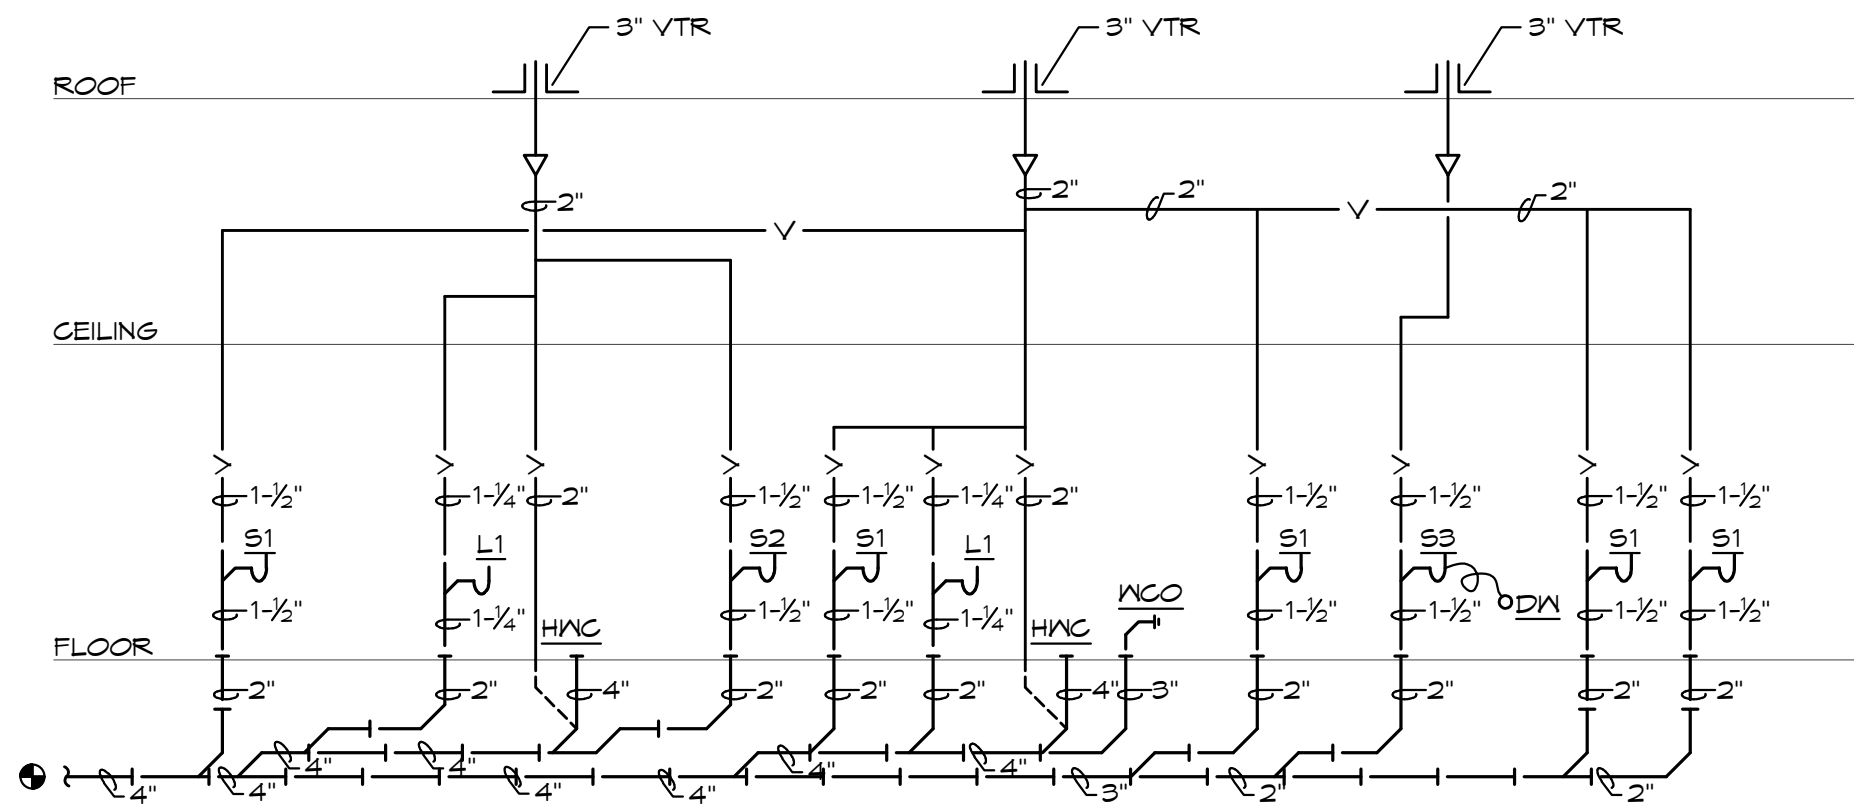 3" VTR 3" VTR 3" VTR
ROOF
2" 2" 2" 2"
V V
CEILING
V V V V V V V V V V V
1-½" 1-¼" 2" 1-½" 1-½" 1-¼" 2" 1-½" 1-½" 1-½" 1-½"
S1 L1 S2 S1 L1 S1 S3 S1 S1
1-½" 1-¼" 1-½" 1-½" 1-¼" WCO 1-½" 1-½" DW 1-½" 1-½"
HWC HWC
FLOOR
2" 2" 4" 2" 2" 2" 4" 3" 2" 2" 2" 2"
4" 4" 4" 4"
4" 4" 4" 4" 3" 2" 2"